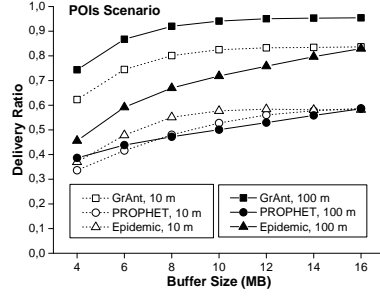 POIs Scenario
Delivery Ratio
1,0
0,9
0,8
0,7
0,6
0,5
0,4
0,3
0,2
0,1
0,0
GrAnt, 10 m
PROPHET, 10 m
Epidemic, 10 m
GrAnt, 100 m
PROPHET, 100 m
Epidemic, 100 m
4 6 8 10 12 14 16
Buffer Size (MB)